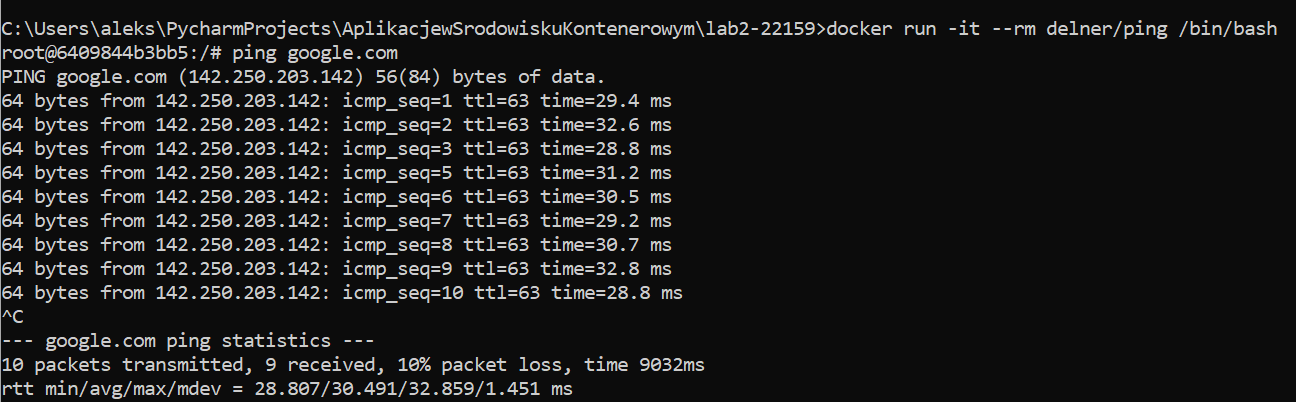 C:\Users\aleks\PycharmProjects\AplikacjewSrodowiskuKontenerowym\lab2-22159>docker run -it --rm delner/ping /bin/bash
root@6409844b3bb5:/# ping google.com
PING google.com (142.250.203.142) 56(84) bytes of data.
64 bytes from 142.250.203.142: icmp_seq=1 ttl=63 time=29.4 ms
64 bytes from 142.250.203.142: icmp_seq=2 ttl=63 time=32.6 ms
64 bytes from 142.250.203.142: icmp_seq=3 ttl=63 time=28.8 ms
64 bytes from 142.250.203.142: icmp_seq=5 ttl=63 time=31.2 ms
64 bytes from 142.250.203.142: icmp_seq=6 ttl=63 time=30.5 ms
64 bytes from 142.250.203.142: icmp_seq=7 ttl=63 time=29.2 ms
64 bytes from 142.250.203.142: icmp_seq=8 ttl=63 time=30.7 ms
64 bytes from 142.250.203.142: icmp_seq=9 ttl=63 time=32.8 ms
64 bytes from 142.250.203.142: icmp_seq=10 ttl=63 time=28.8 ms
^C
--- google.com ping statistics ---
10 packets transmitted, 9 received, 10% packet loss, time 9032ms
rtt min/avg/max/mdev = 28.807/30.491/32.859/1.451 ms